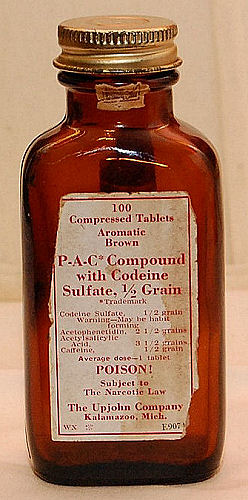 100
Compressed Tablets
Aromatic
Brown
P-A-C* Compound
with Codeine
Sulfate, 1/2 Grain
*Trademark
Codeine Sulfate, 1/2 grain
Warning—May be habit
forming
Acetophenetidin, 2 1/2 grains
Acetylsalicylic
Acid, 3 1/2 grains
Caffeine, 1/2 grain
Average dose—1 tablet
POISON!
Subject to
The Narcotic Law
The Upjohn Company
Kalamazoo, Mich.
WX E907